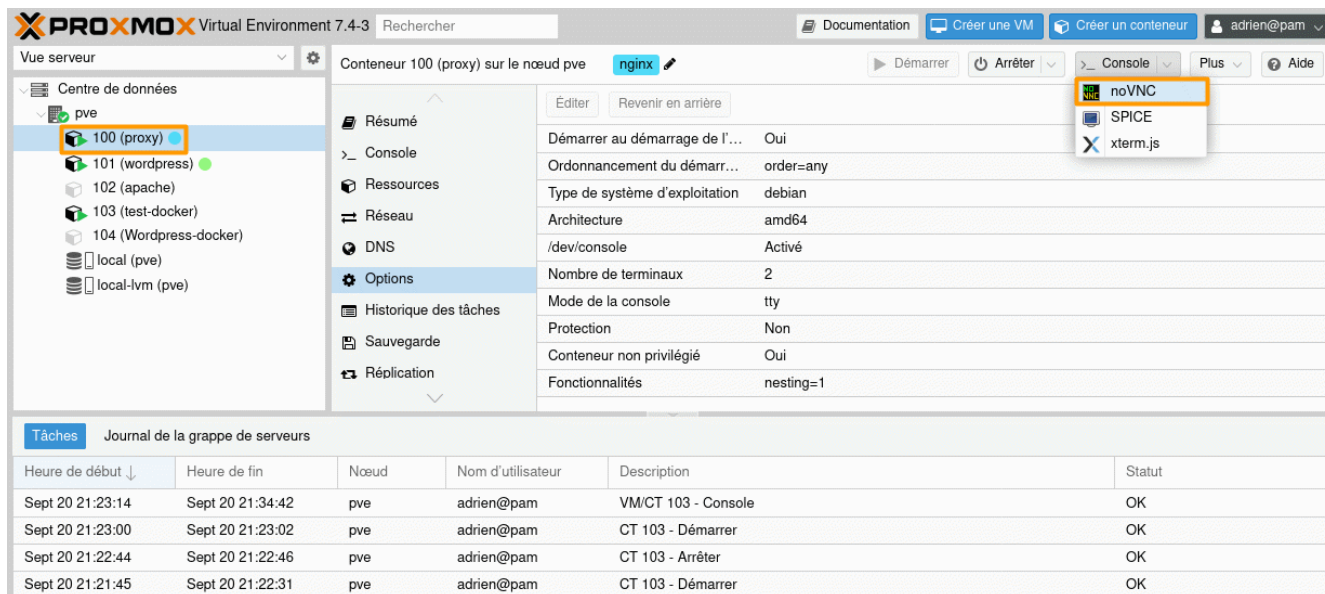 PROXMOX Virtual Environment 7.4-3 Rechercher Documentation Créer une VM Créer un conteneur adrien@pam
Vue serveur
Conteneur 100 (proxy) sur le nœud pve nginx Démarrer Arrêter >_ Console Plus Aide
Centre de données
pve
100 (proxy)
101 (wordpress)
102 (apache)
103 (test-docker)
104 (Wordpress-docker)
local (pve)
local-lvm (pve)
Résumé
>_ Console
Ressources
Réseau
DNS
Options
Historique des tâches
Sauvegarde
Réplication
Éditer Revenir en arrière
Démarrer au démarrage de l'... Oui
Ordonnancement du démarr... order=any
Type de système d'exploitation debian
Architecture amd64
/dev/console Activé
Nombre de terminaux 2
Mode de la console tty
Protection Non
Conteneur non privilégié Oui
Fonctionnalités nesting=1
NO VNC noVNC
SPICE
xterm.js
Tâches Journal de la grappe de serveurs
Heure de début ↓ Heure de fin Nœud Nom d'utilisateur Description Statut
Sept 20 21:23:14 Sept 20 21:34:42 pve adrien@pam VM/CT 103 - Console OK
Sept 20 21:23:00 Sept 20 21:23:02 pve adrien@pam CT 103 - Démarrer OK
Sept 20 21:22:44 Sept 20 21:22:46 pve adrien@pam CT 103 - Arrêter OK
Sept 20 21:21:45 Sept 20 21:22:31 pve adrien@pam CT 103 - Démarrer OK